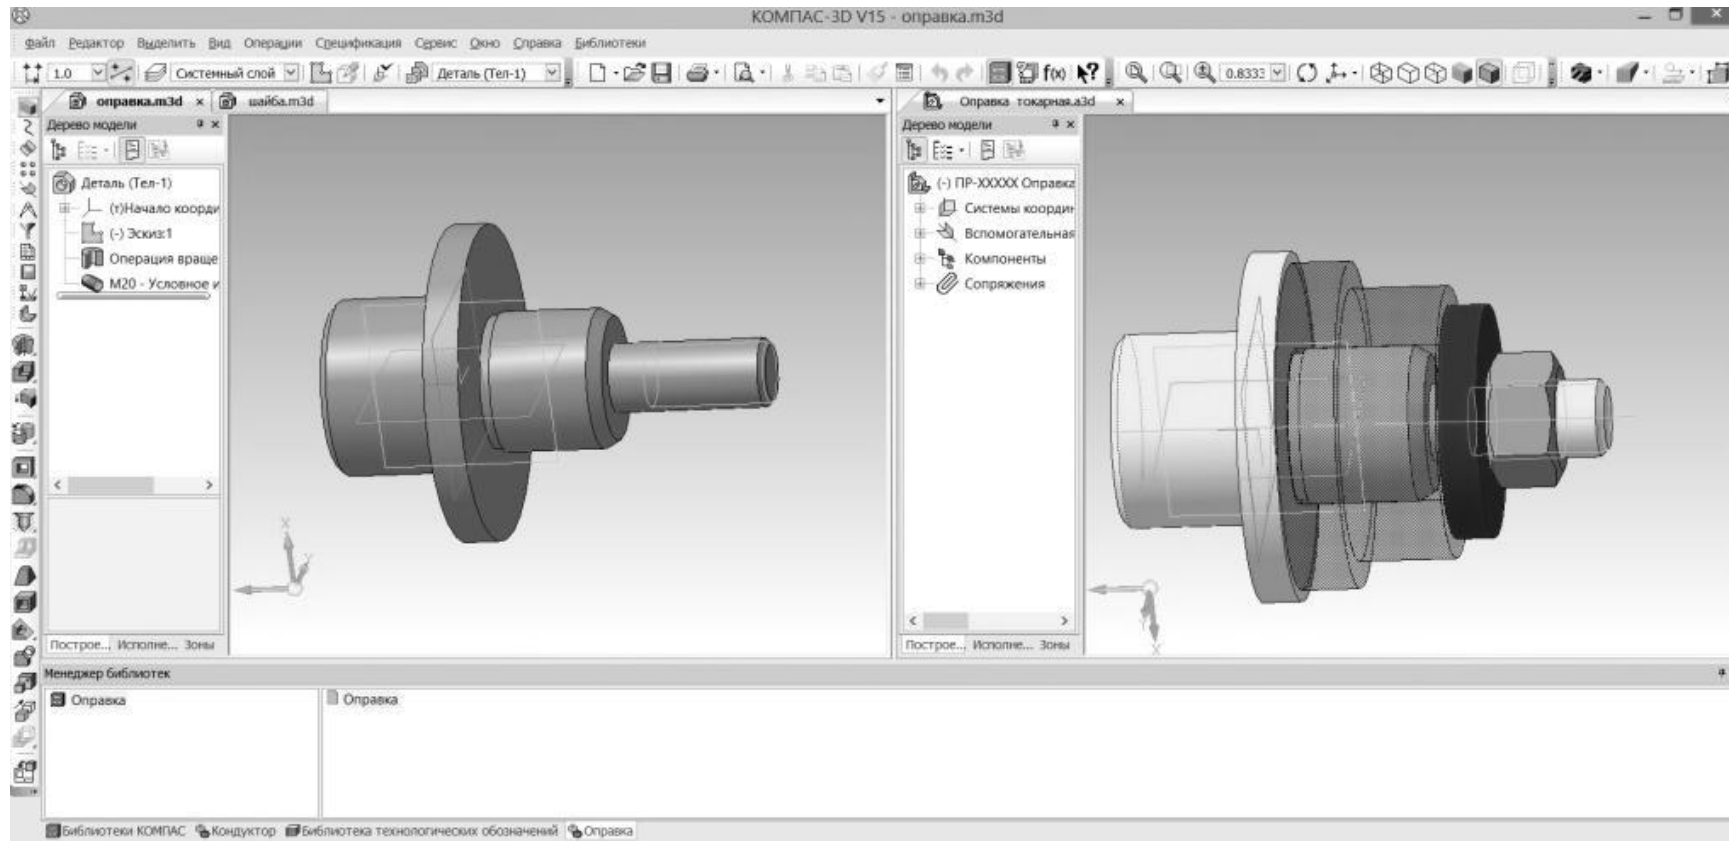 КОМПАС-3D V15 - оправка.m3d
Файл Редактор Выделить Вид Операции Спецификация Сервис Окно Справка Библиотеки
1.0 Системный слой Деталь (Тел-1) f(x) 0.8333
оправка.m3d шайба.m3d
Дерево модели
Деталь (Тел-1)
(т)Начало коорди
(-) Эскиз:1
Операция враще
М20 - Условное и
Построе... Исполне... Зоны
X
Y
Оправка токарная.a3d
Дерево модели
(-) ПР-XXXXX Оправка
Системы координ
Вспомогательная
Компоненты
Сопряжения
Построе... Исполне... Зоны
Y
X
Менеджер библиотек
Оправка
Оправка
Библиотеки КОМПАС Кондуктор Библиотека технологических обозначений Оправка